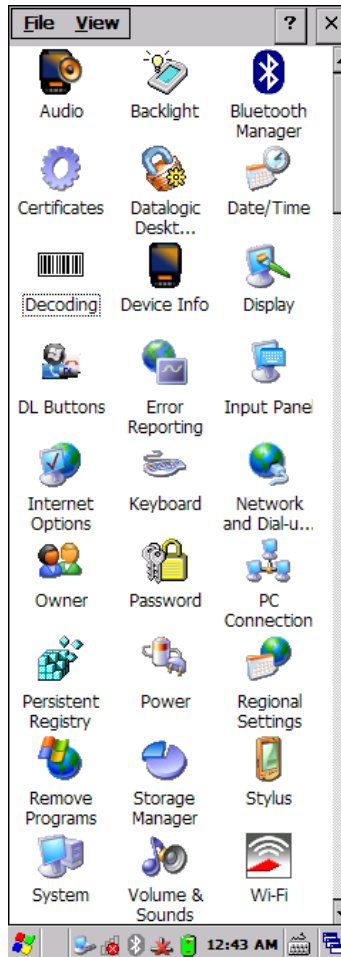 File View ? ×
Audio Backlight Bluetooth
Manager
Certificates Datalogic Date/Time
Deskt...
Decoding Device Info Display
DL Buttons Error Input Panel
Reporting
Internet Keyboard Network
Options and Dial-u...
Owner Password PC
Connection
Persistent Power Regional
Registry Settings
Remove Storage Stylus
Programs Manager
System Volume & Wi-Fi
Sounds
12:43 AM